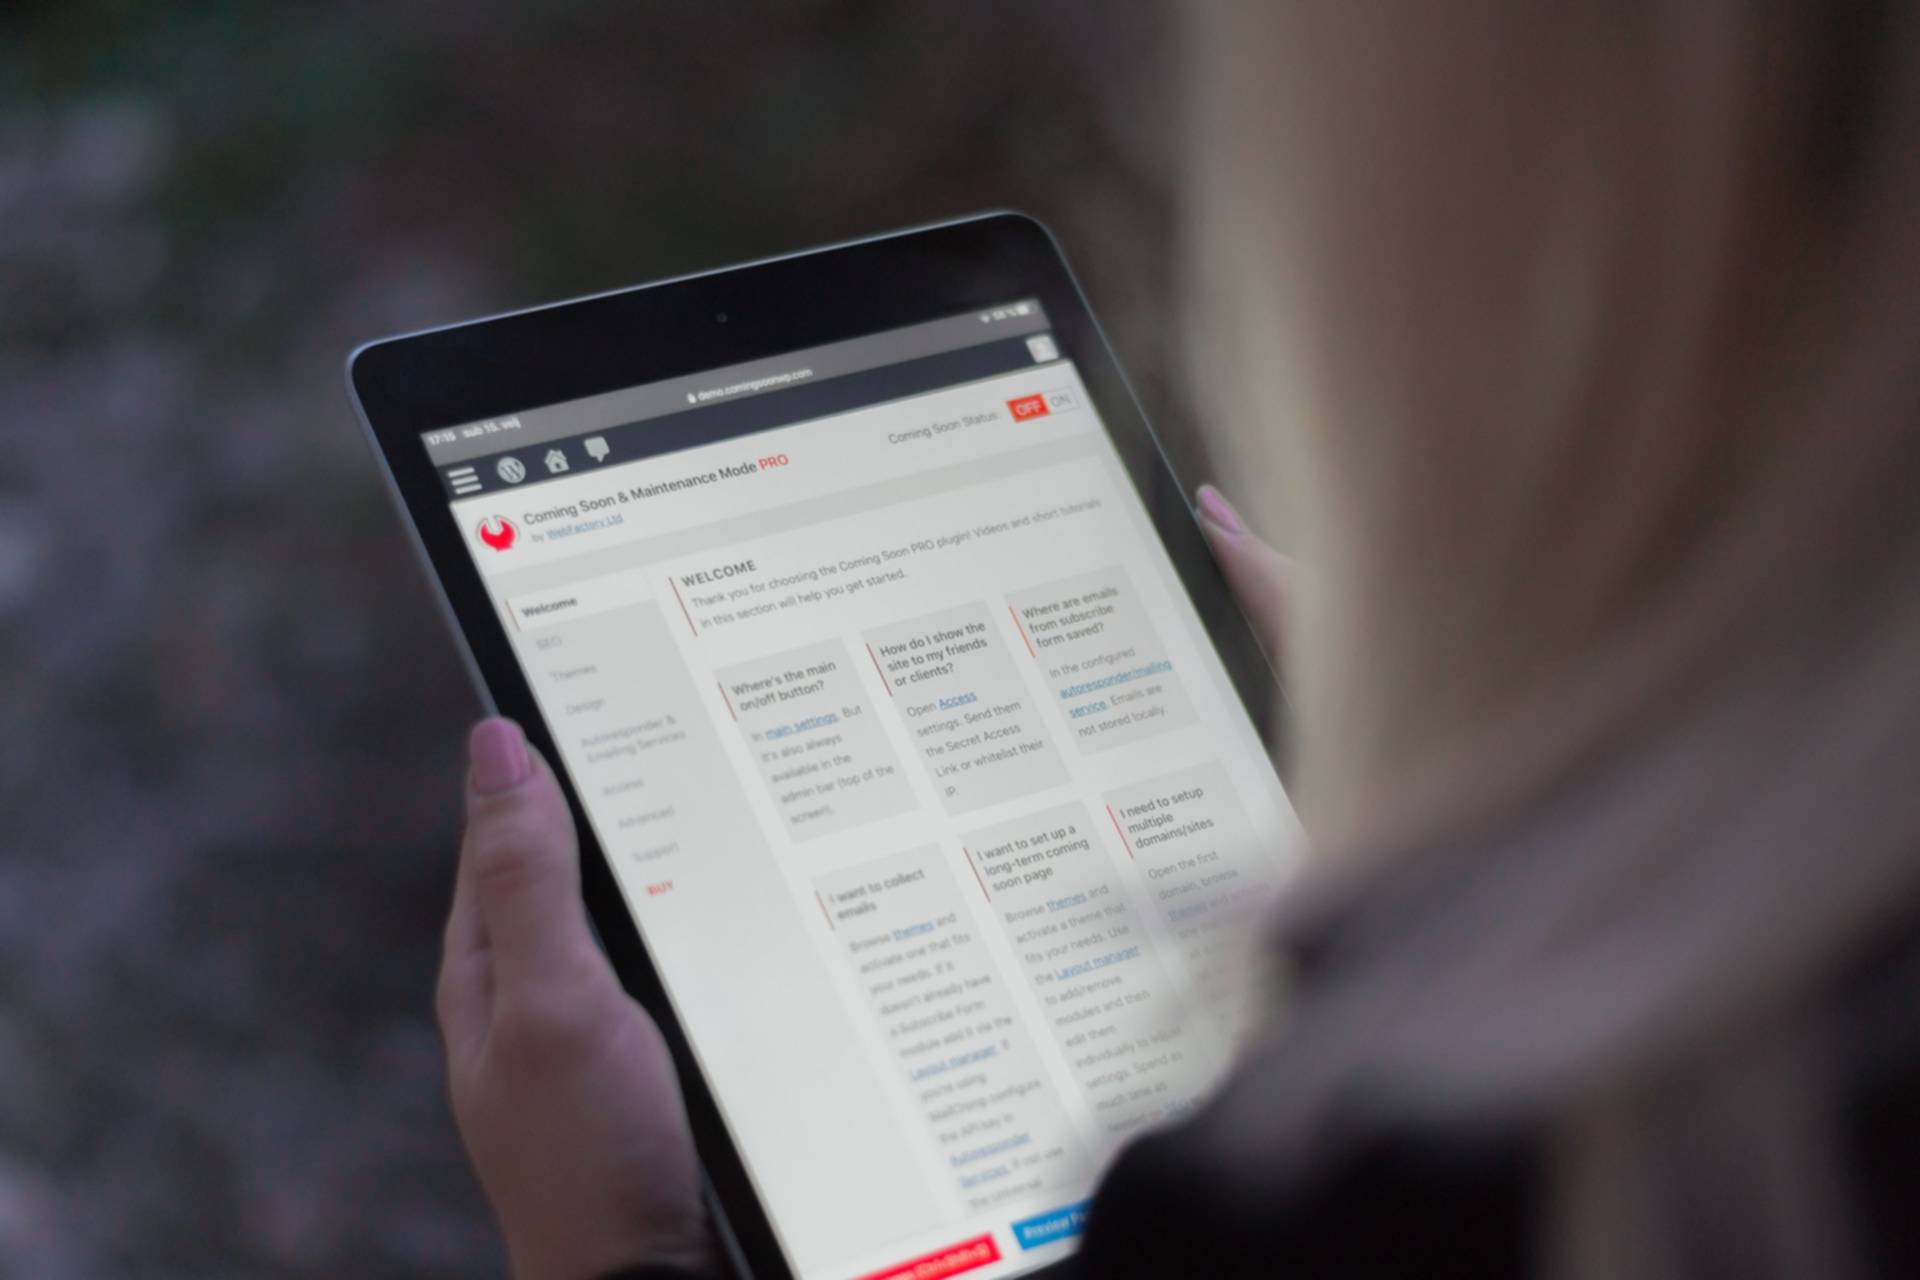 17:15 sub 15. velj
demo.comingsoonwp.com
58 %
Coming Soon & Maintenance Mode PRO
by WebFactory Ltd
Coming Soon Status:
OFF ON
Welcome
SEO
Themes
Design
Autoresponder &
Emailing Services
Access
Advanced
Support
BUY
WELCOME
Thank you for choosing the Coming Soon PRO plugin! Videos and short tutorials
in this section will help you get started.
Where's the main
on/off button?
In main settings. But
it's also always
available in the
admin bar (top of the
screen).
How do I show the
site to my friends
or clients?
Open Access
settings. Send them
the Secret Access
Link or whitelist their
IP.
Where are emails
from subscribe
form saved?
In the configured
autoresponder/mailing
service. Emails are
not stored locally.
I want to collect
emails
Browse themes and
activate one that fits
your needs. If it
doesn't already have
a Subscribe Form
module add it via the
Layout manager. If
you're using
MailChimp configure
the API key in
Autoresponder
Services. If not use
the Universal
I want to set up a
long-term coming
soon page
Browse themes and
activate a theme that
fits your needs. Use
the Layout manager
to add/remove
modules and then
edit them
individually to adjust
settings. Spend as
much time as
needed
I need to setup
multiple
domains/sites
Open the first
domain, browse
themes and
(Ctrl+Shift+S)
Preview